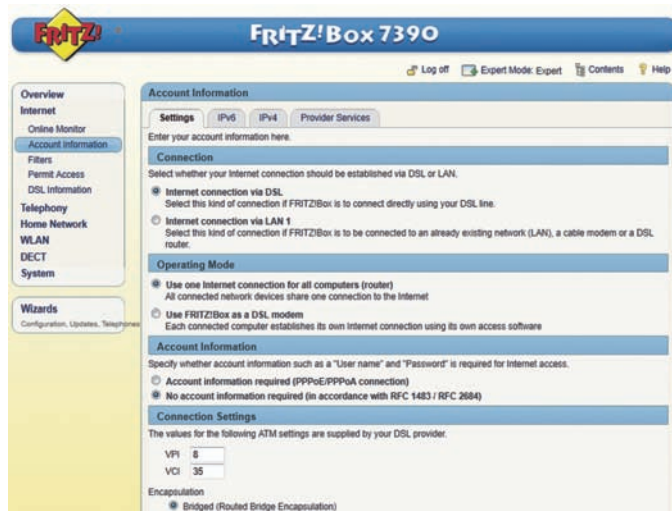 FRITZ!
FRITZ!Box 7390
Log off Expert Mode: Expert Contents Help
Overview
Internet
Online Monitor
Account Information
Filters
Permit Access
DSL Information
Telephony
Home Network
WLAN
DECT
System
Wizards
Configuration, Updates, Telephones
Account Information
Settings IPv6 IPv4 Provider Services
Enter your account information here.
Connection
Select whether your Internet connection should be established via DSL or LAN.
Internet connection via DSL
Select this kind of connection if FRITZ!Box is to connect directly using your DSL line.
Internet connection via LAN 1
Select this kind of connection if FRITZ!Box is to be connected to an already existing network (LAN), a cable modem or a DSL
router.
Operating Mode
Use one Internet connection for all computers (router)
All connected network devices share one connection to the Internet
Use FRITZ!Box as a DSL modem
Each connected computer establishes its own Internet connection using its own access software
Account Information
Specify whether account information such as a "User name" and "Password" is required for Internet access.
Account information required (PPPoE/PPPoA connection)
No account information required (in accordance with RFC 1483 / RFC 2684)
Connection Settings
The values for the following ATM settings are supplied by your DSL provider.
VPI 8
VCI 35
Encapsulation
Bridged (Routed Bridge Encapsulation)